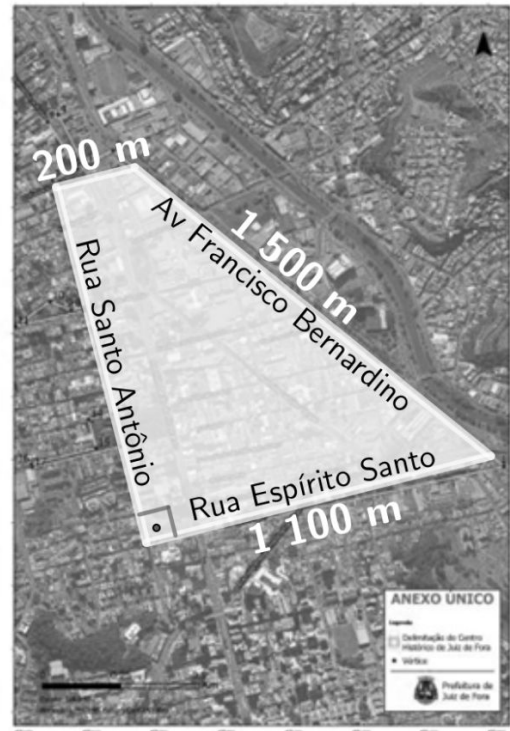 200 m
Av Francisco Bernardino
1 500 m
Rua Santo Antônio
Rua Espírito Santo
1 100 m
ANEXO ÚNICO
Legenda
Delimitação do Centro
Histórico de Juiz de Fora
Vértice
Prefeitura de
Juiz de Fora